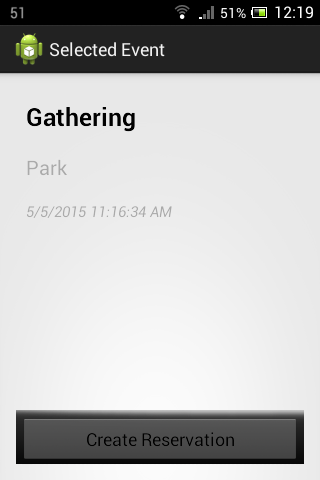 51 51% 12:19
Selected Event
Gathering
Park
5/5/2015 11:16:34 AM
Create Reservation